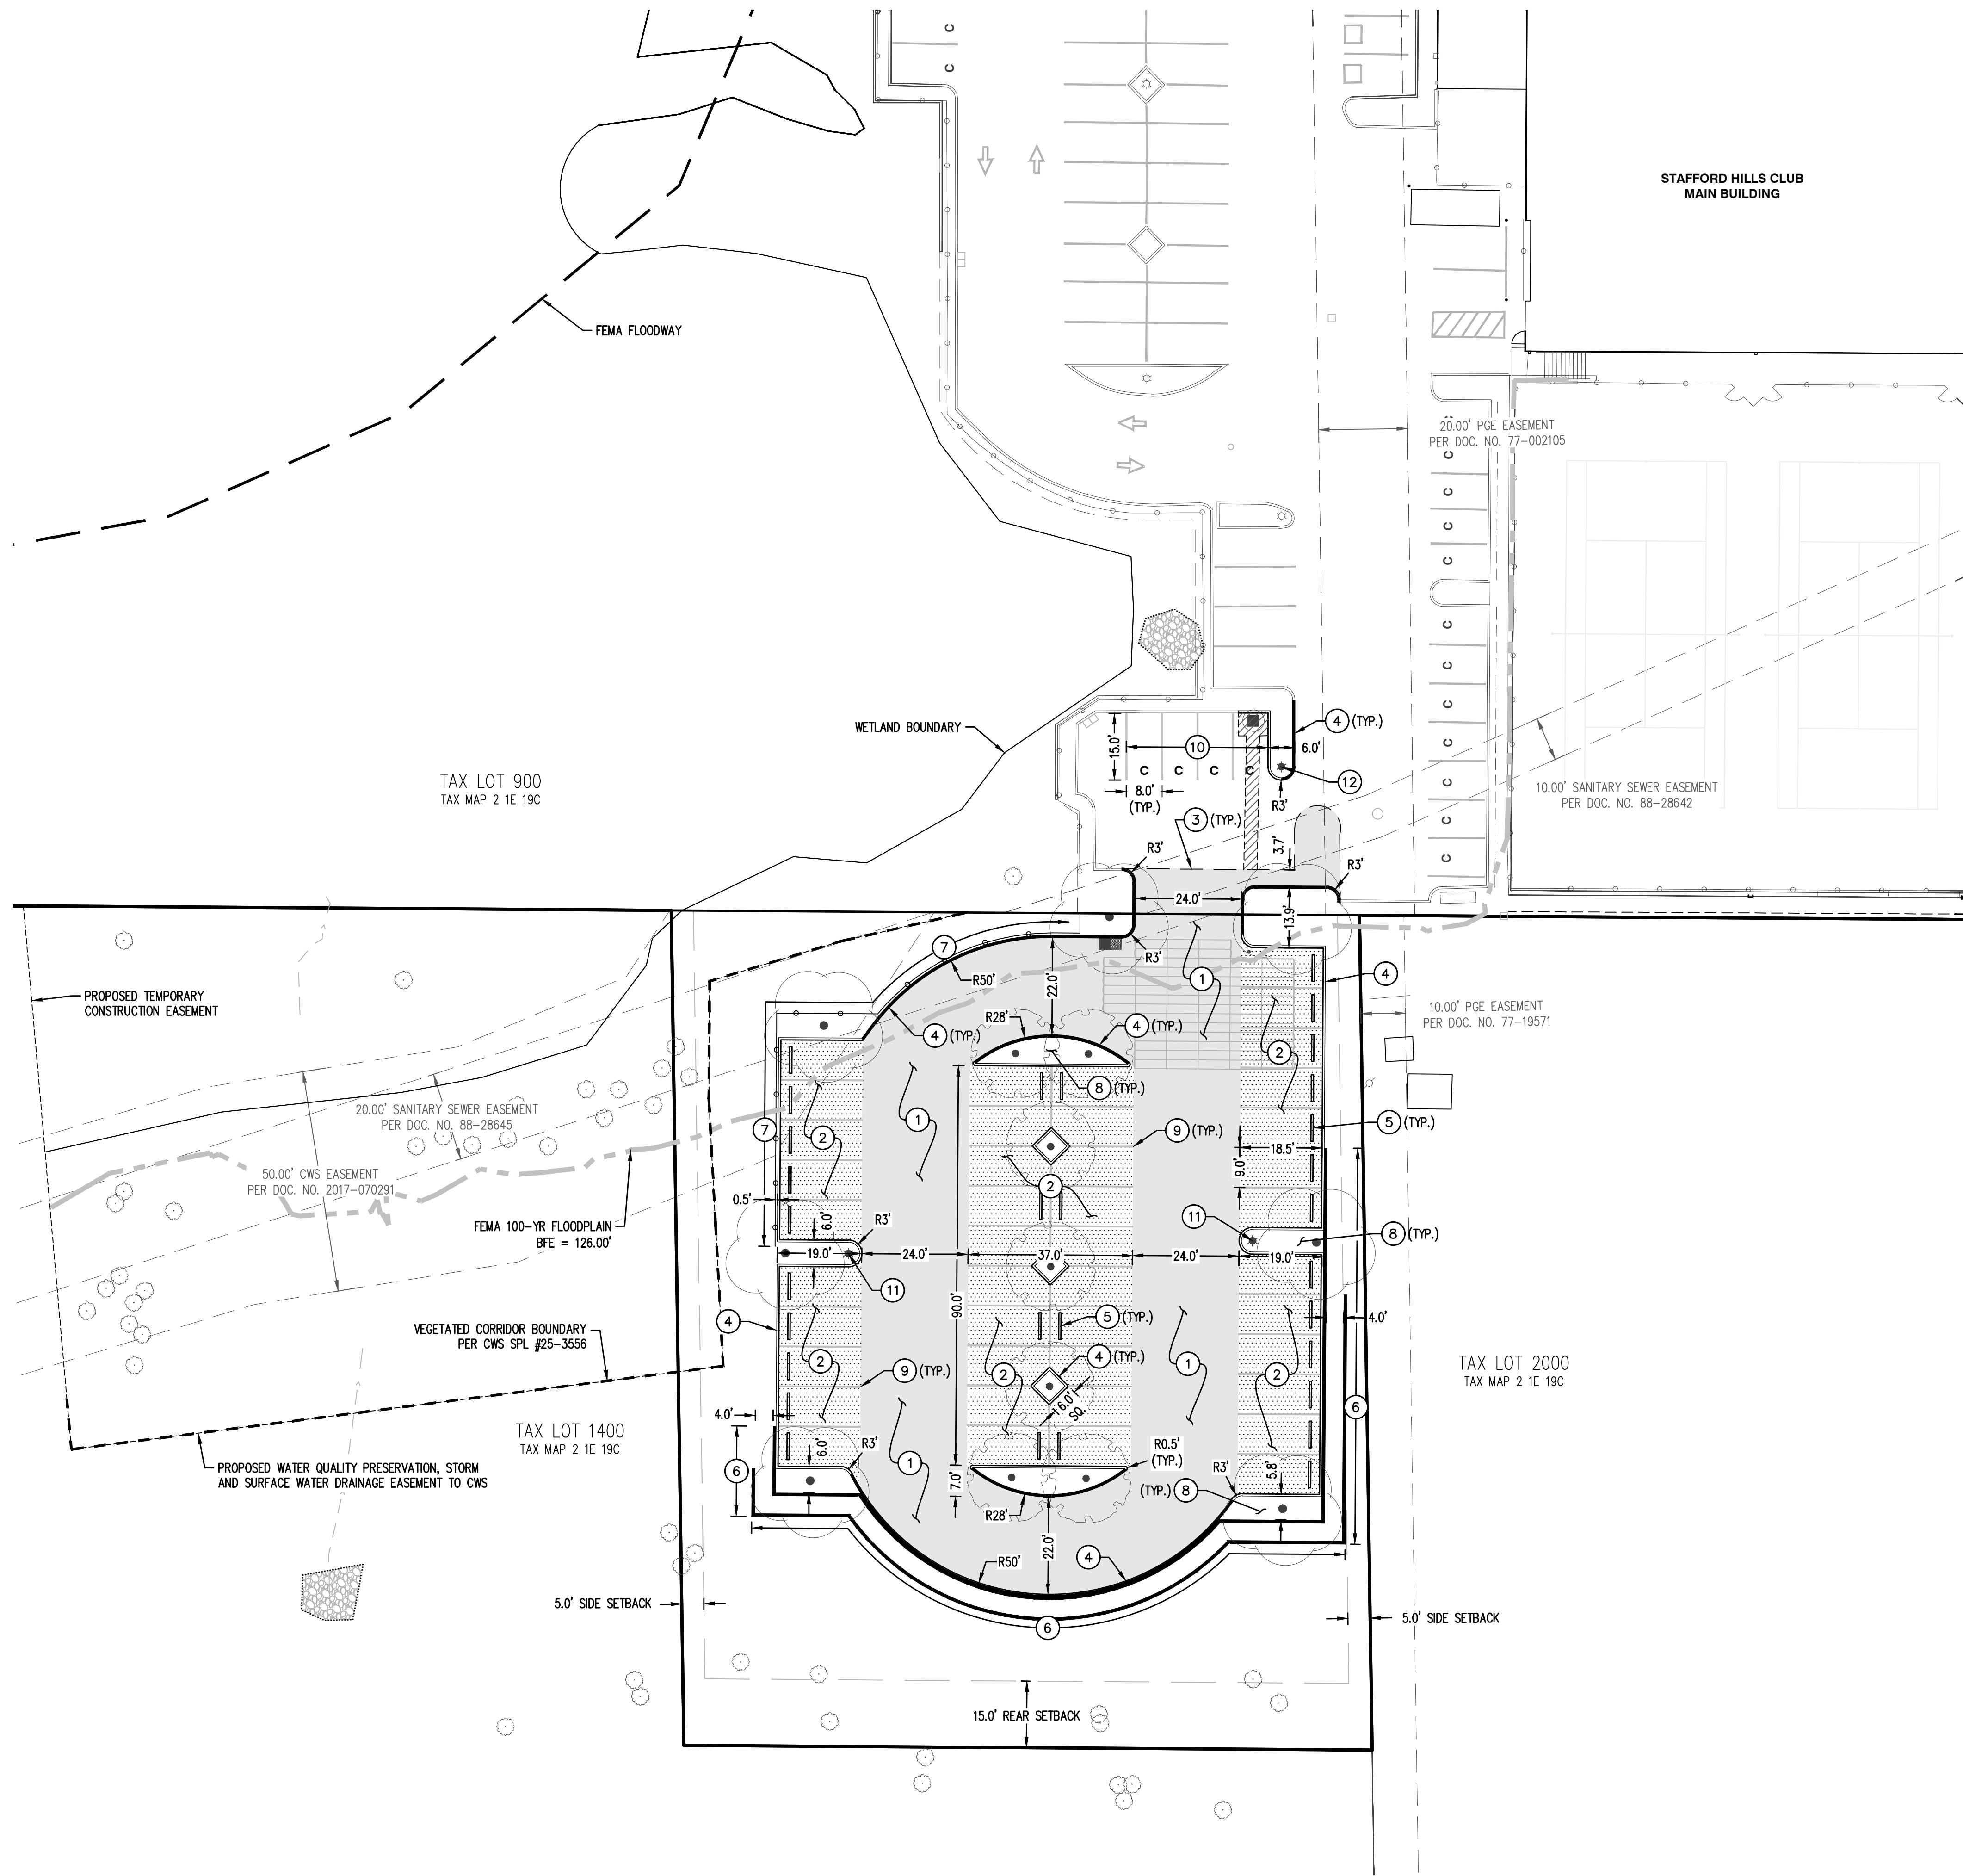 C
C
STAFFORD HILLS CLUB
MAIN BUILDING
FEMA FLOODWAY
20.00' PGE EASEMENT
PER DOC. NO. 77-002105
C
C
C
C
C
C
C
C
C
C
C
C
WETLAND BOUNDARY
4 (TYP.)
15.0'
10
6.0'
C C C C
12
8.0'
(TYP.)
R3'
TAX LOT 900
TAX MAP 2 1E 19C
10.00' SANITARY SEWER EASEMENT
PER DOC. NO. 88-28642
3 (TYP.)
R3'
3.7'
R3'
24.0'
13.9'
7
R3'
R50'
22.0'
1
4
PROPOSED TEMPORARY
CONSTRUCTION EASEMENT
10.00' PGE EASEMENT
PER DOC. NO. 77-19571
R28'
4 (TYP.)
4 (TYP.)
2
8 (TYP.)
20.00' SANITARY SEWER EASEMENT
PER DOC. NO. 88-28645
1
5 (TYP.)
7
2
9 (TYP.)
18.5'
9.0'
50.00' CWS EASEMENT
PER DOC. NO. 2017-070291
2
0.5'
6.0'
R3'
11
FEMA 100-YR FLOODPLAIN
BFE = 126.00'
8 (TYP.)
19.0'
24.0'
37.0'
24.0'
19.0'
11
90.0'
5 (TYP.)
4.0'
4
VEGETATED CORRIDOR BOUNDARY
PER CWS SPL #25-3556
2
9 (TYP.)
2
4 (TYP.)
1
2
TAX LOT 2000
TAX MAP 2 1E 19C
6.0'
SQ.
6
4.0'
TAX LOT 1400
TAX MAP 2 1E 19C
6.0'
R3'
R0.5'
(TYP.)
PROPOSED WATER QUALITY PRESERVATION, STORM
AND SURFACE WATER DRAINAGE EASEMENT TO CWS
6
1
7.0'
R3'
5.8'
(TYP.) 8
R28'
22.0'
R50'
4
5.0' SIDE SETBACK
5.0' SIDE SETBACK
6
15.0' REAR SETBACK